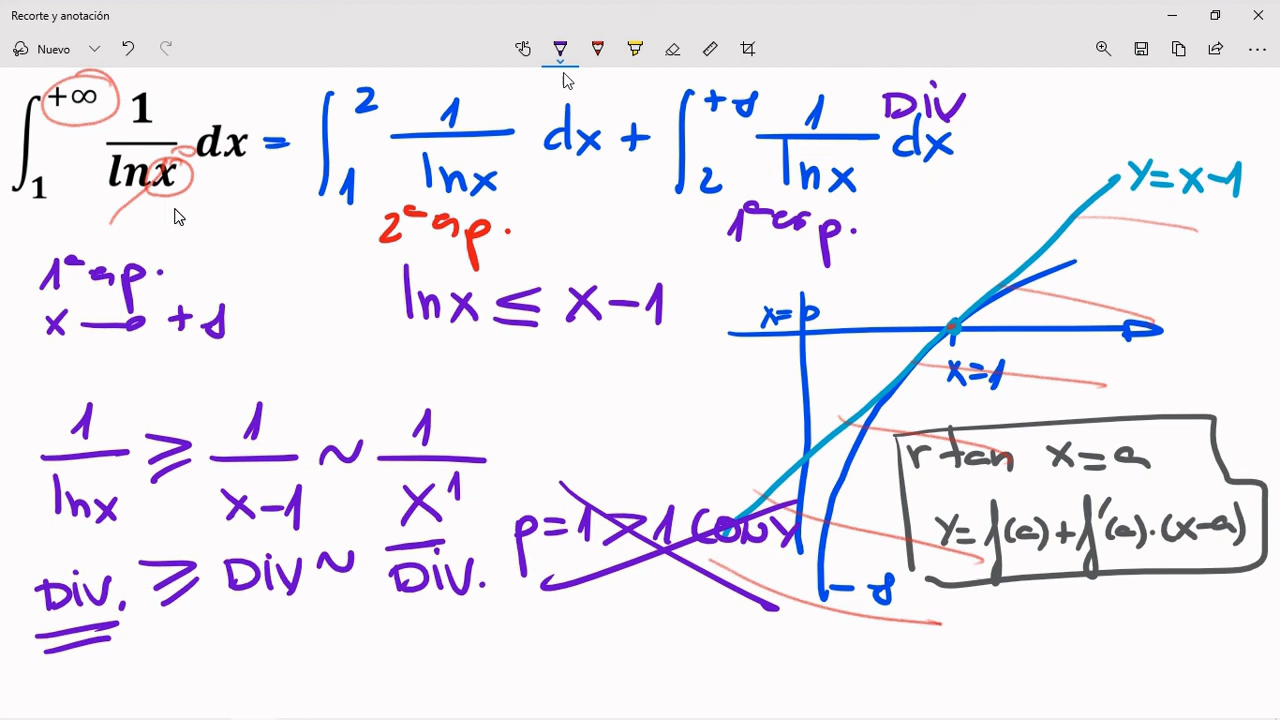 Recorte y anotación
Nuevo
∫₁^{+∞} 1/lnx dx = ∫₁² 1/lnx dx + ∫₂^{+∞} 1/lnx dx DIV
2ª esp. 1ª esp.
1ª esp.
x → +∞
lnx ≤ x-1
y=x-1
x=0
x=1
1/lnx ≥ 1/(x-1) ~ 1/x¹
p=1>1 CONV
DIV. ≥ DIV ~ DIV.
-∞
r tan x=a
y=f(a)+f'(a)·(x-a)